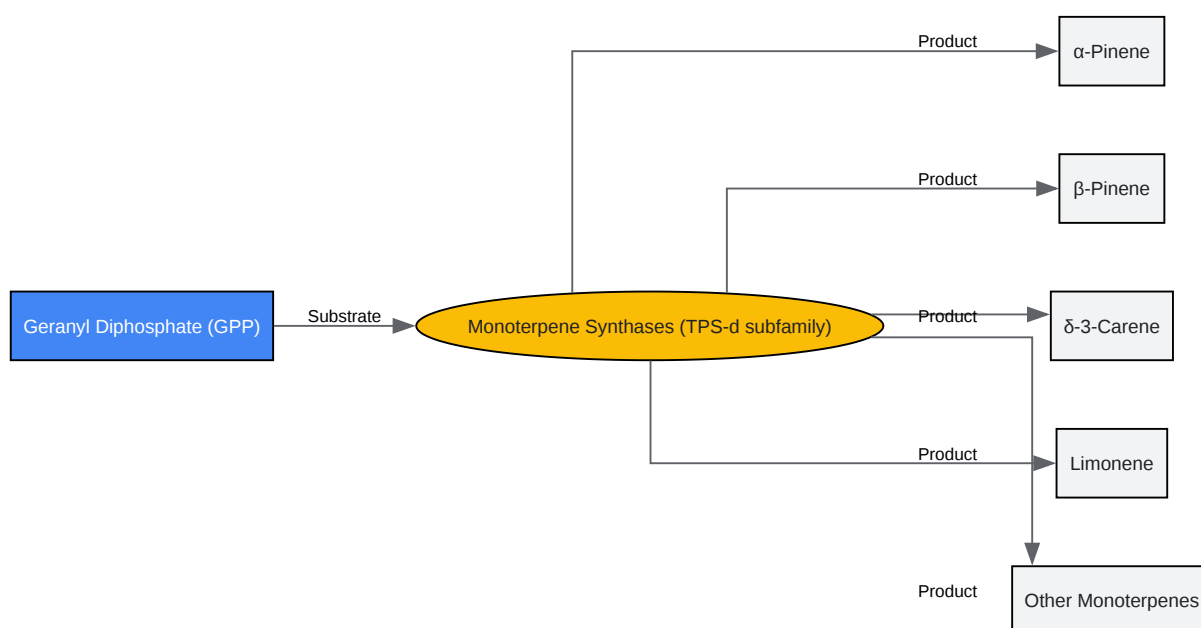 Product
α-Pinene
Product
β-Pinene
Geranyl Diphosphate (GPP)
Substrate
Monoterpene Synthases (TPS-d subfamily)
Product
δ-3-Carene
Product
Limonene
Product
Other Monoterpenes